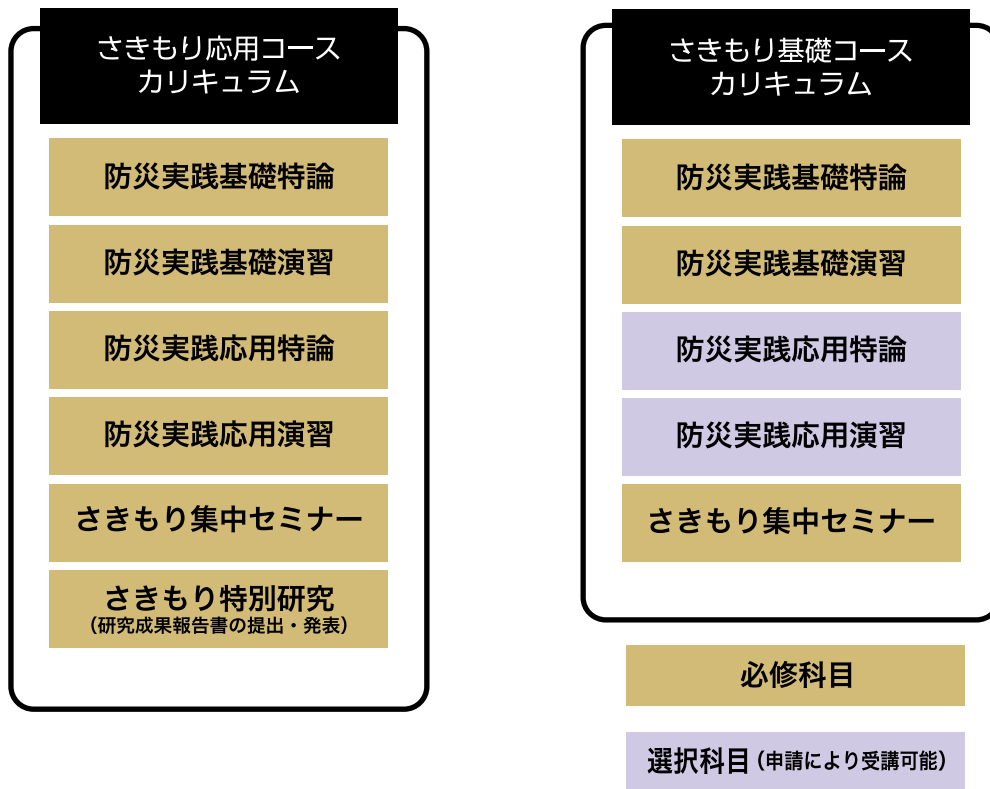 さきもり応用コース
カリキュラム
防災実践基礎特論
防災実践基礎演習
防災実践応用特論
防災実践応用演習
さきもり集中セミナー
さきもり特別研究
（研究成果報告書の提出・発表）
さきもり基礎コース
カリキュラム
防災実践基礎特論
防災実践基礎演習
防災実践応用特論
防災実践応用演習
さきもり集中セミナー
必修科目
選択科目（申請により受講可能）